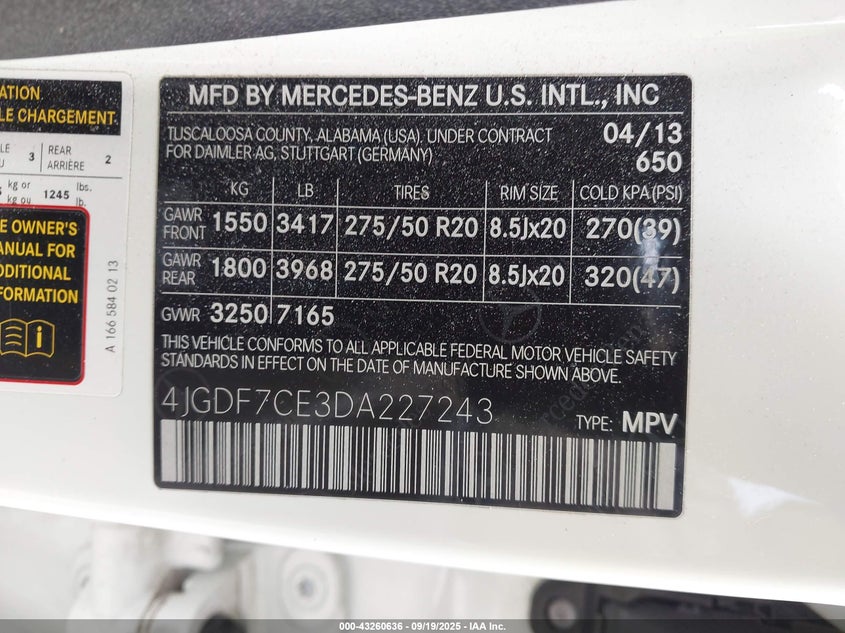 ATION
LE CHARGEMENT
LE 3 REAR 2
U ARRIÈRE
kg or 1245 lbs.
kg ou lb.
E OWNER'S
ANUAL FOR
DDITIONAL
FORMATION
i
A 166 584 02 13
MFD BY MERCEDES-BENZ U.S. INTL., INC
TUSCALOOSA COUNTY, ALABAMA (USA). UNDER CONTRACT 04/13
FOR DAIMLER AG, STUTTGART (GERMANY) 650
KG LB TIRES RIM SIZE COLD KPA(PSI)
GAWR FRONT 1550 3417 275/50 R20 8.5Jx20 270(39)
GAWR REAR 1800 3968 275/50 R20 8.5Jx20 320(47)
GVWR 3250 7165
THIS VEHICLE CONFORMS TO ALL APPLICABLE FEDERAL MOTOR VEHICLE SAFETY
STANDARDS IN EFFECT ON THE DATE OF MANUFACTURE SHOWN ABOVE.
4JGDF7CE3DA227243 TYPE: MPV
000-43260636 - 09/19/2025 - IAA Inc.